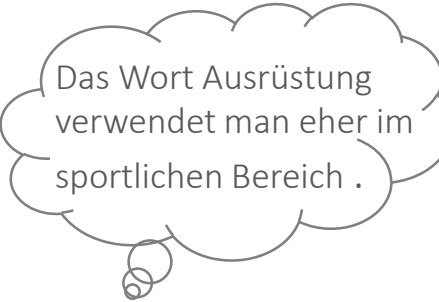 Das Wort Ausrüstung
verwendet man eher im
sportlichen Bereich .